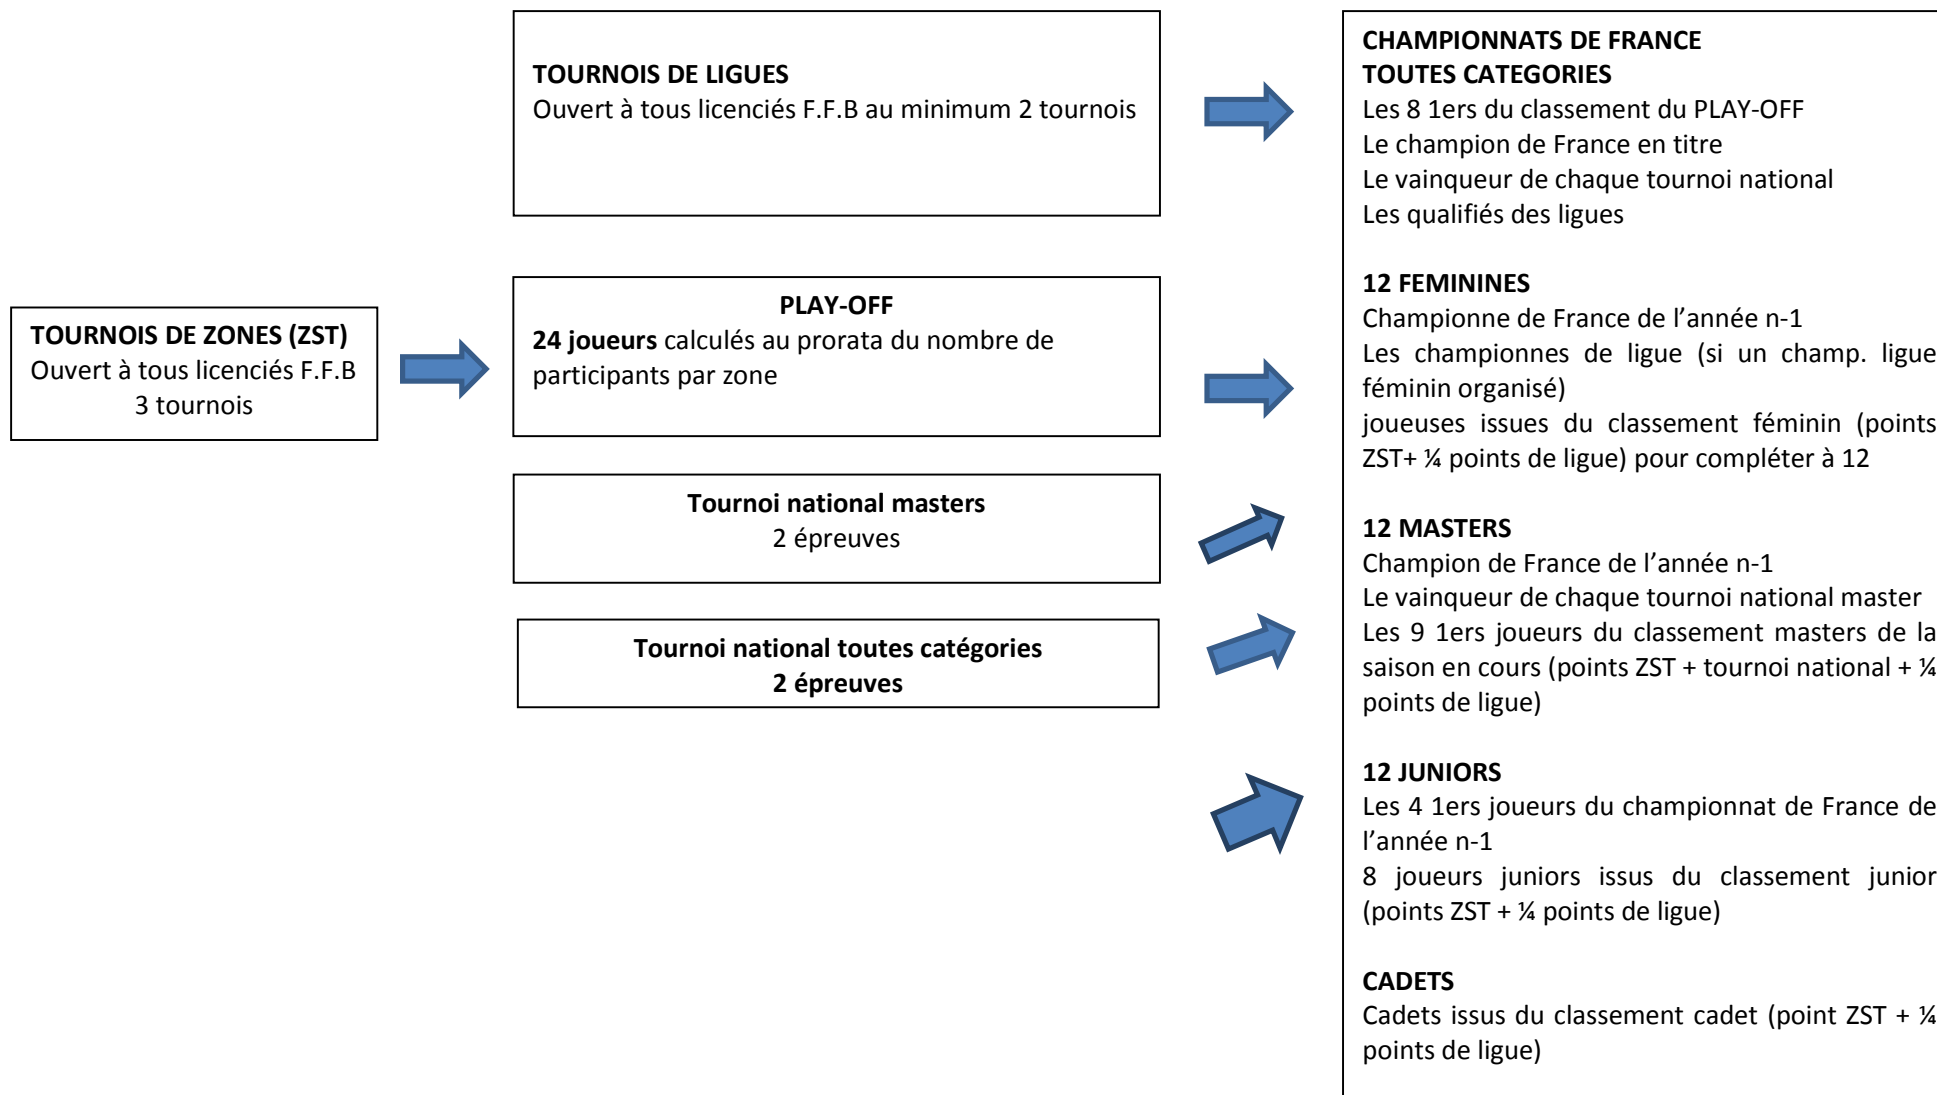 TOURNOIS DE ZONES (ZST)
Ouvert à tous licenciés F.F.B
3 tournois
TOURNOIS DE LIGUES
Ouvert à tous licenciés F.F.B au minimum 2 tournois
PLAY-OFF
24 joueurs calculés au prorata du nombre de
participants par zone
Tournoi national masters
2 épreuves
Tournoi national toutes catégories
2 épreuves
CHAMPIONNATS DE FRANCE
TOUTES CATEGORIES
Les 8 1ers du classement du PLAY-OFF
Le champion de France en titre
Le vainqueur de chaque tournoi national
Les qualifiés des ligues
12 FEMININES
Championne de France de l’année n-1
Les championnes de ligue (si un champ. ligue
féminin organisé)
joueuses issues du classement féminin (points
ZST+ ¼ points de ligue) pour compléter à 12
12 MASTERS
Champion de France de l’année n-1
Le vainqueur de chaque tournoi national master
Les 9 1ers joueurs du classement masters de la
saison en cours (points ZST + tournoi national + ¼
points de ligue)
12 JUNIORS
Les 4 1ers joueurs du championnat de France de
l’année n-1
8 joueurs juniors issus du classement junior
(points ZST + ¼ points de ligue)
CADETS
Cadets issus du classement cadet (point ZST + ¼
points de ligue)